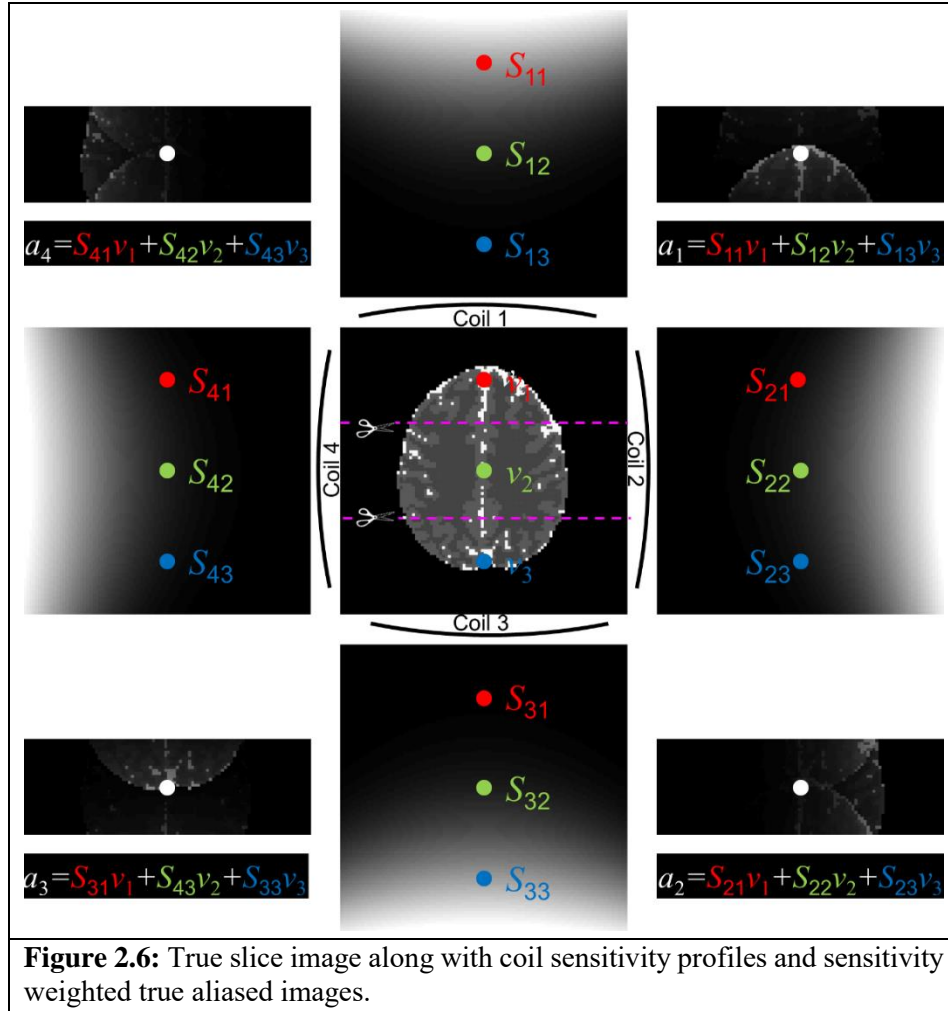 S₁₁
S₁₂
S₁₃
a₄=S₄₁v₁+S₄₂v₂+S₄₃v₃
a₁=S₁₁v₁+S₁₂v₂+S₁₃v₃
Coil 1
S₄₁
S₄₂
S₄₃
Coil 4
v₁
v₂
v₃
Coil 2
S₂₁
S₂₂
S₂₃
Coil 3
S₃₁
S₃₂
S₃₃
a₃=S₃₁v₁+S₄₃v₂+S₃₃v₃
a₂=S₂₁v₁+S₂₂v₂+S₂₃v₃
Figure 2.6: True slice image along with coil sensitivity profiles and sensitivity
weighted true aliased images.